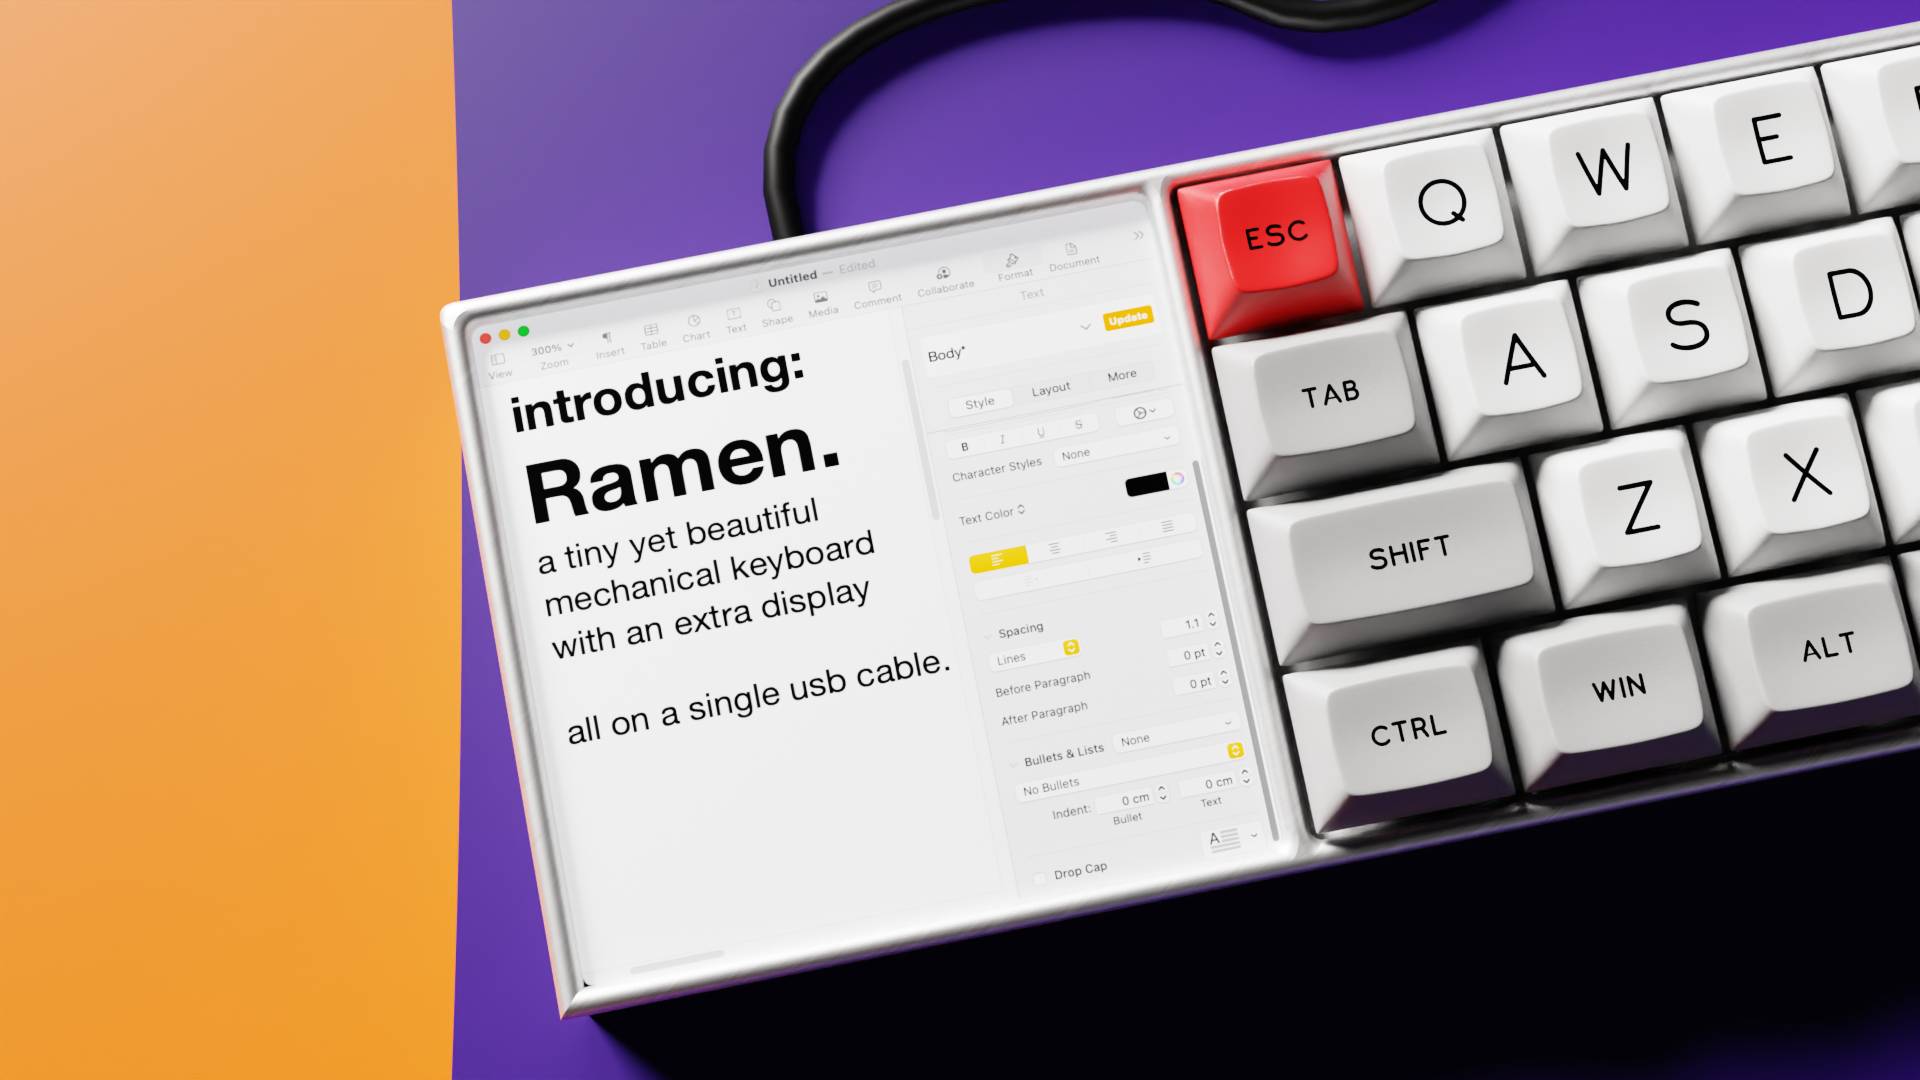 Untitled — Edited
View
300%
Zoom
Insert
Table
Chart
Text
Shape
Media
Comment
Collaborate
Format
Document
introducing:
Ramen.
a tiny yet beautiful
mechanical keyboard
with an extra display
all on a single usb cable.
Text
Body*
Update
Style
Layout
More
B I U S
Character Styles
None
Text Color
Spacing
Lines
1.1
Before Paragraph
0 pt
After Paragraph
0 pt
Bullets & Lists
None
No Bullets
Indent:
0 cm
0 cm
Bullet
Text
A
Drop Cap
ESC Q W E
TAB A S D
SHIFT Z X
CTRL WIN ALT